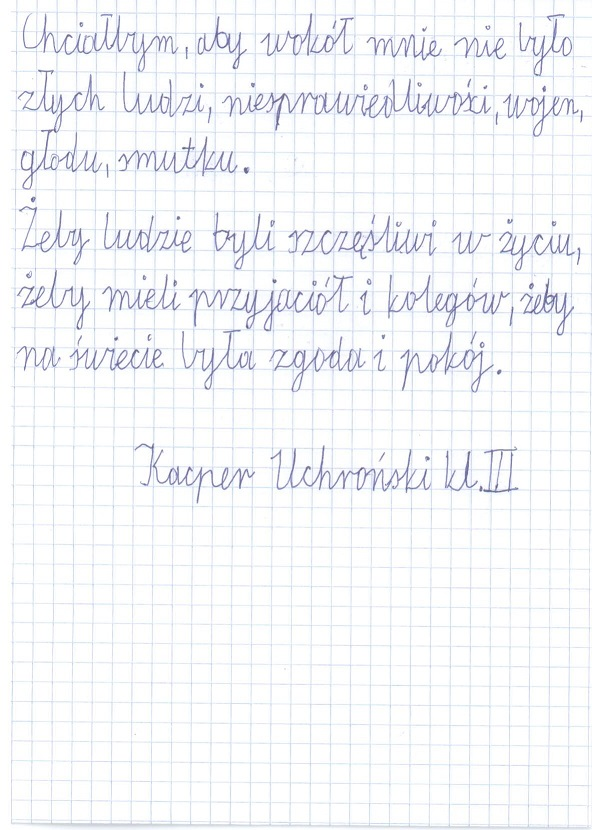 Chciałbym, aby wokół mnie nie było
złych ludzi, niesprawiedliwości, wojen,
głodu, smutku.
Żeby ludzie byli szczęśliwi w życiu,
żeby mieli przyjaciół i kolegów, żeby
na świecie była zgoda i pokój.
Kacper Uchroński kl. III